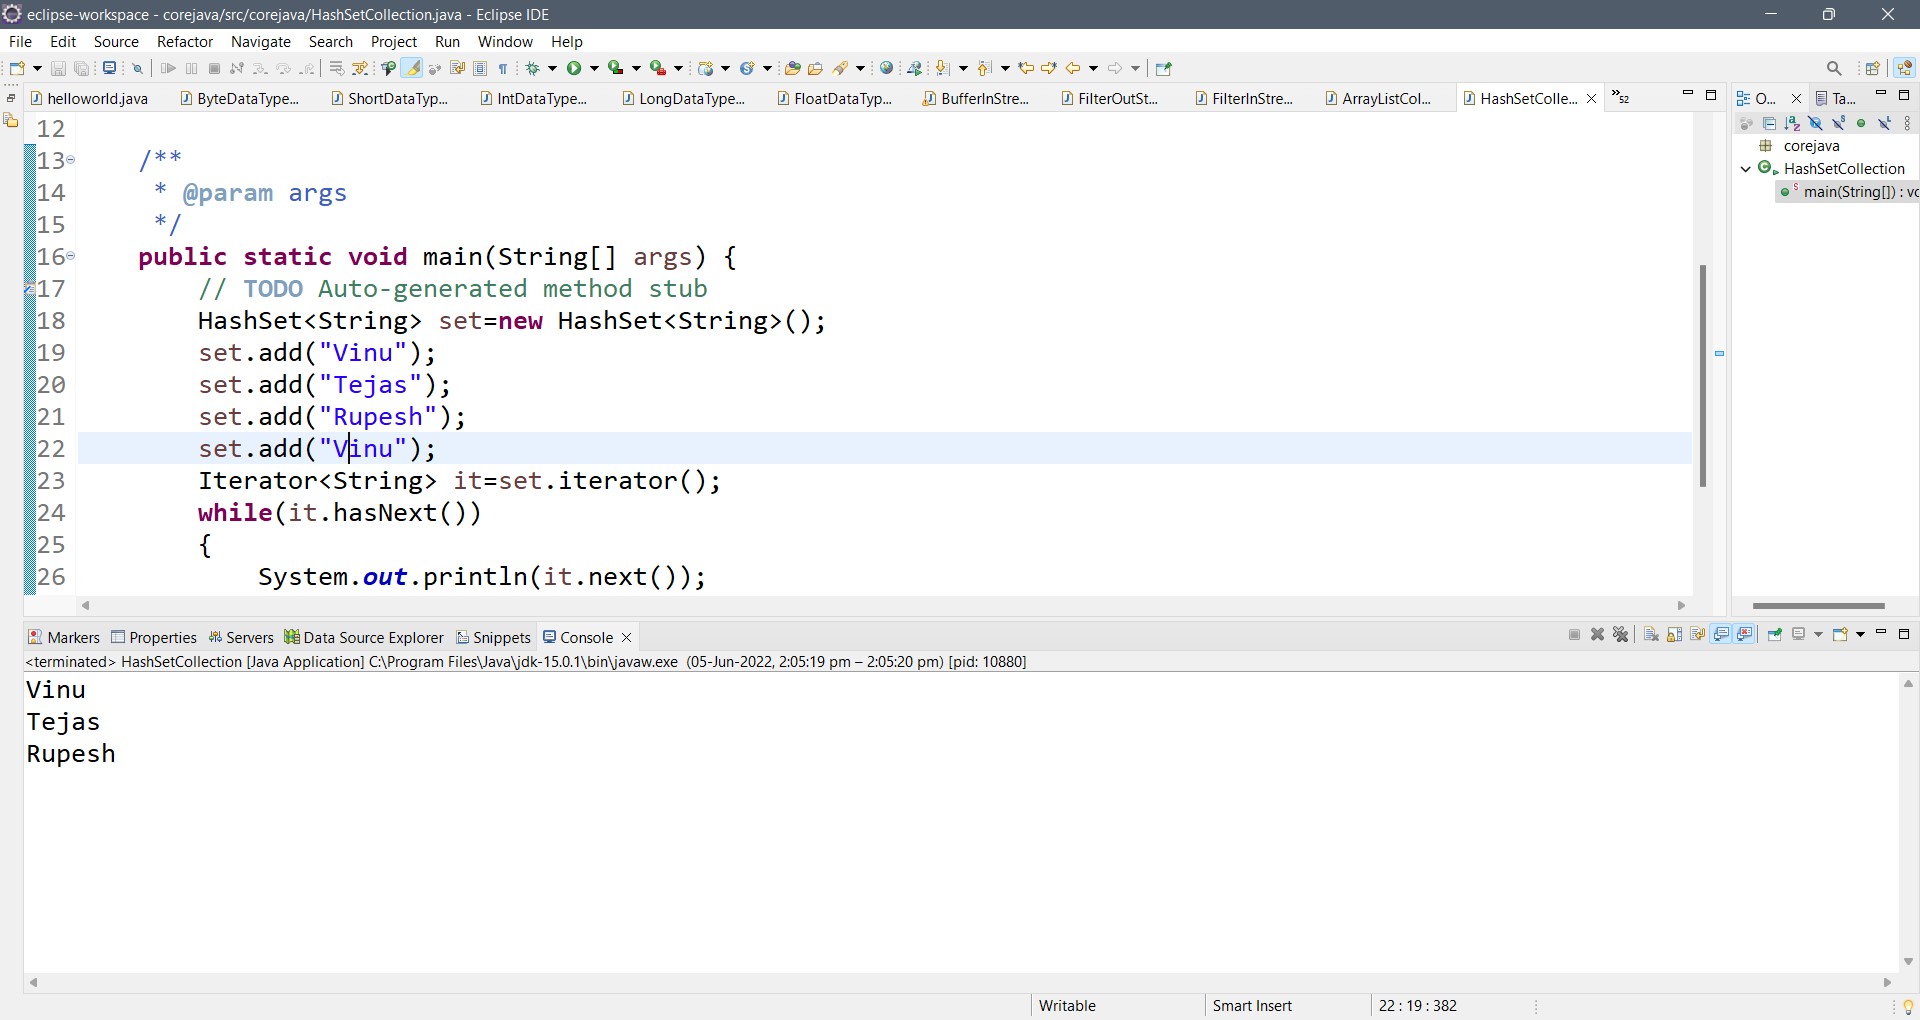 eclipse-workspace - corejava/src/corejava/HashSetCollection.java - Eclipse IDE
File Edit Source Refactor Navigate Search Project Run Window Help
helloworld.java ByteDataType... ShortDataTyp... IntDataType... LongDataType... FloatDataTyp... BufferInStre... FilterOutSt... FilterInStre... ArrayListCol... HashSetColle... »52
O... Ta...
corejava
HashSetCollection
main(String[]) : vo
12
13 /**
14 * @param args
15 */
16 public static void main(String[] args) {
17 // TODO Auto-generated method stub
18 HashSet<String> set=new HashSet<String>();
19 set.add("Vinu");
20 set.add("Tejas");
21 set.add("Rupesh");
22 set.add("Vinu");
23 Iterator<String> it=set.iterator();
24 while(it.hasNext())
25 {
26 System.out.println(it.next());
Markers Properties Servers Data Source Explorer Snippets Console
<terminated> HashSetCollection [Java Application] C:\Program Files\Java\jdk-15.0.1\bin\javaw.exe (05-Jun-2022, 2:05:19 pm – 2:05:20 pm) [pid: 10880]
Vinu
Tejas
Rupesh
Writable Smart Insert 22 : 19 : 382